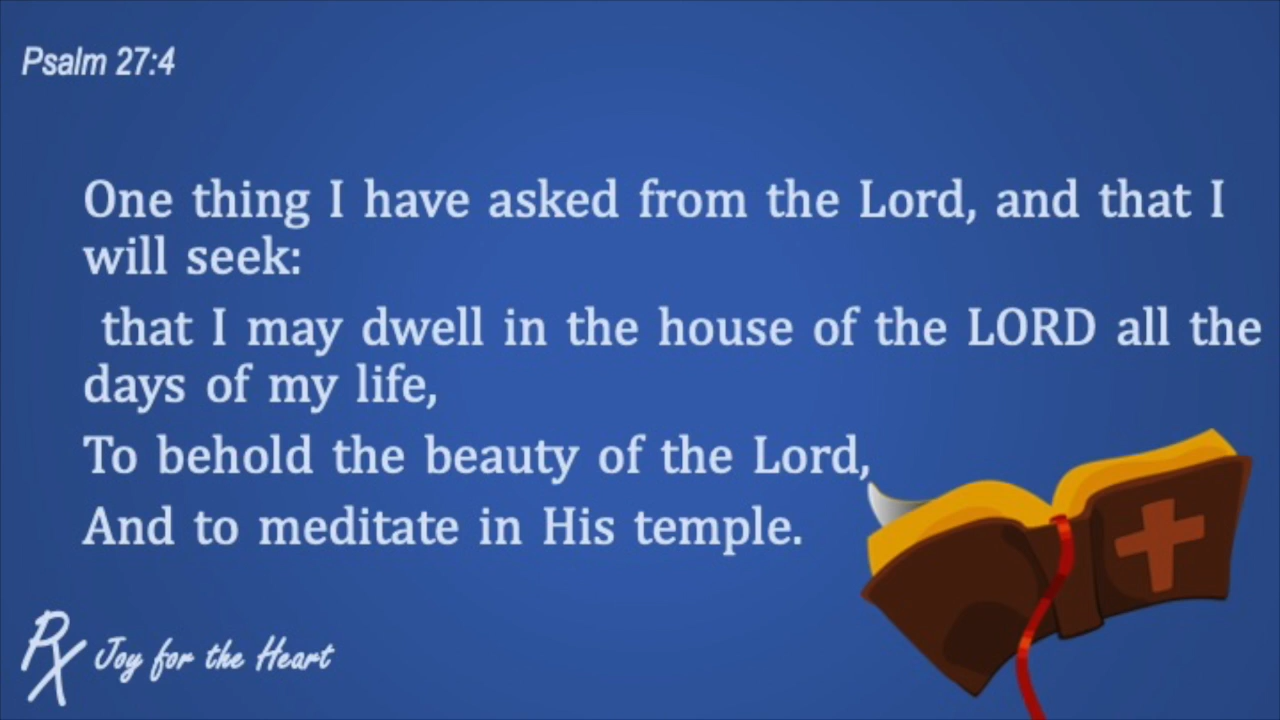 Psalm 27:4
One thing I have asked from the Lord, and that I
will seek:
that I may dwell in the house of the LORD all the
days of my life,
To behold the beauty of the Lord,
And to meditate in His temple.
Rx Joy for the Heart